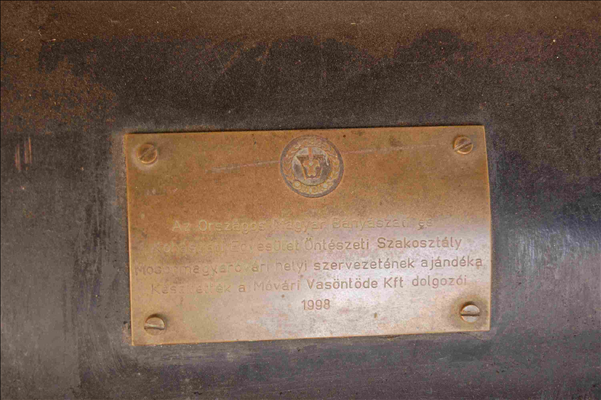 Az Országos Magyar Bányászati és
Kohászati Egyesület Öntészeti Szakosztály
Mosonmagyaróvári helyi szervezetének ajándéka
Készítették a Móvári Vasöntöde Kft dolgozói
1998